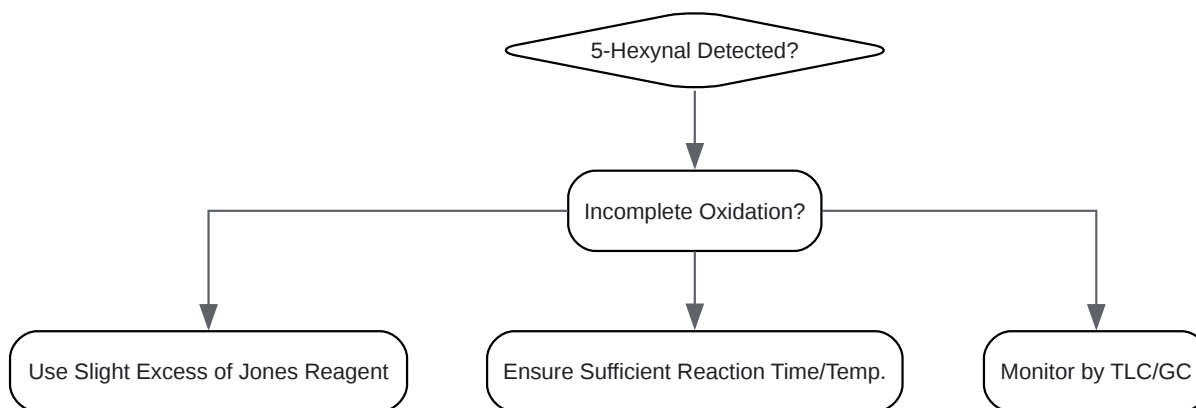 5-Hexynal Detected?
Incomplete Oxidation?
Use Slight Excess of Jones Reagent
Ensure Sufficient Reaction Time/Temp.
Monitor by TLC/GC